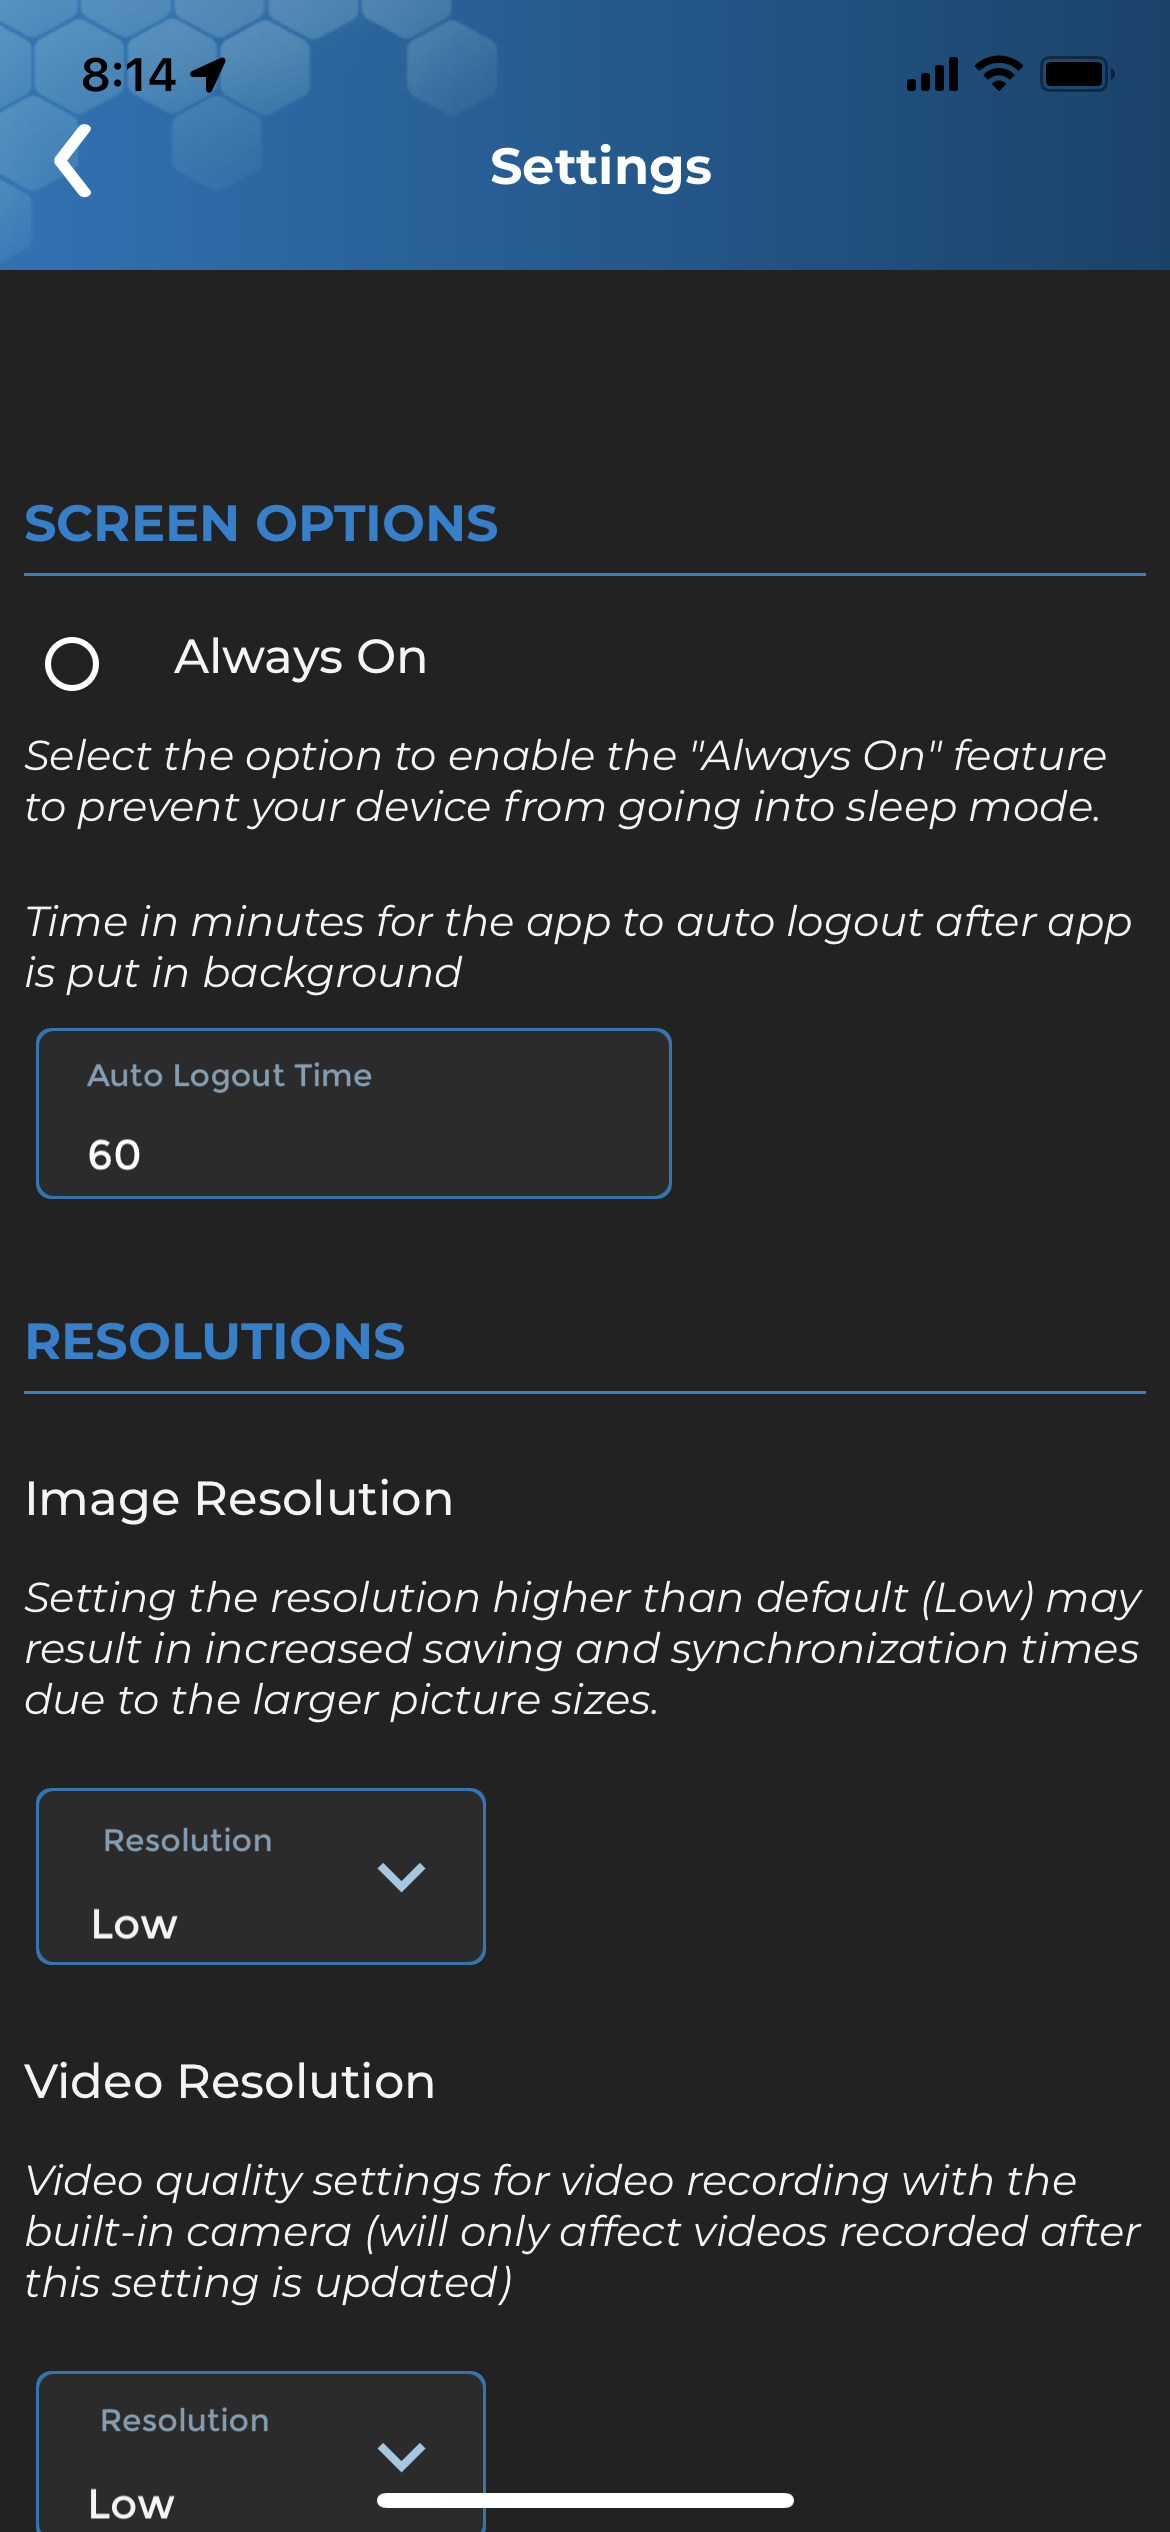 8:14
Settings
SCREEN OPTIONS
Always On
Select the option to enable the "Always On" feature
to prevent your device from going into sleep mode.
Time in minutes for the app to auto logout after app
is put in background
Auto Logout Time
60
RESOLUTIONS
Image Resolution
Setting the resolution higher than default (Low) may
result in increased saving and synchronization times
due to the larger picture sizes.
Resolution
Low
Video Resolution
Video quality settings for video recording with the
built-in camera (will only affect videos recorded after
this setting is updated)
Resolution
Low